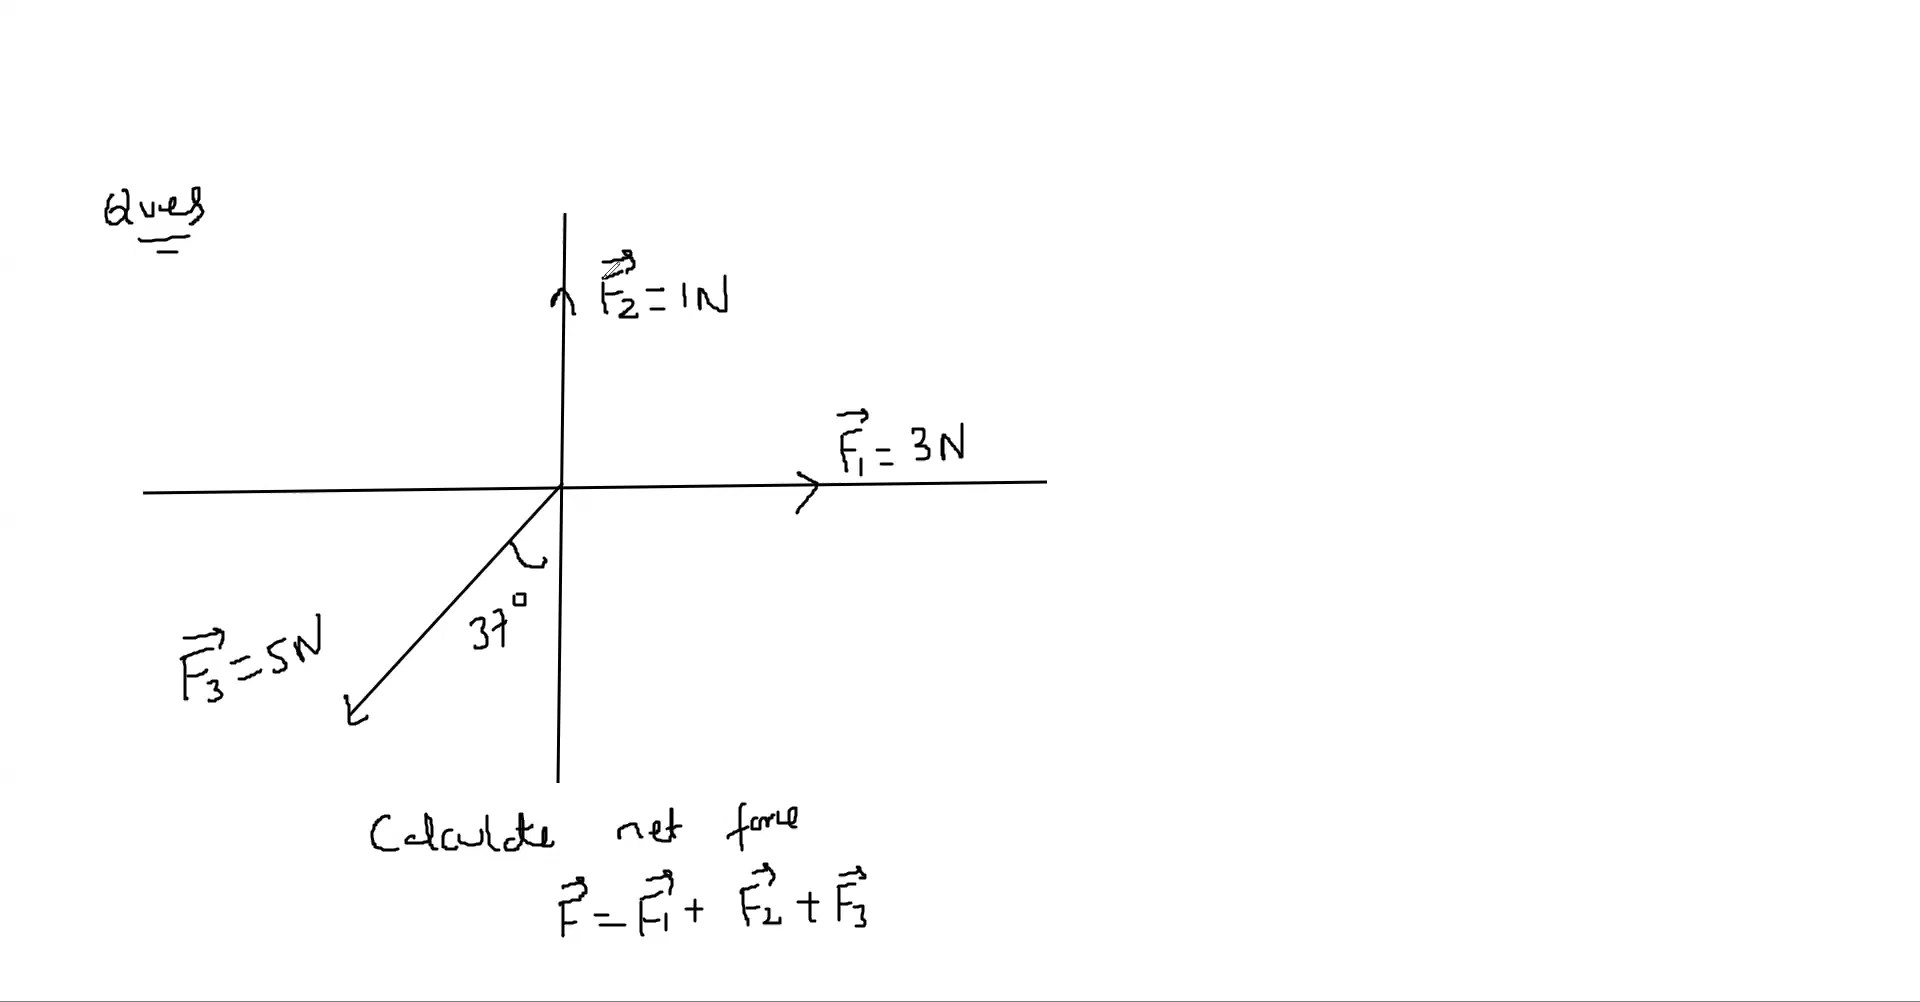 Ques
F₂ = 1N
F₁ = 3N
37°
F₃ = 5N
Calculate net force
F = F₁ + F₂ + F₃